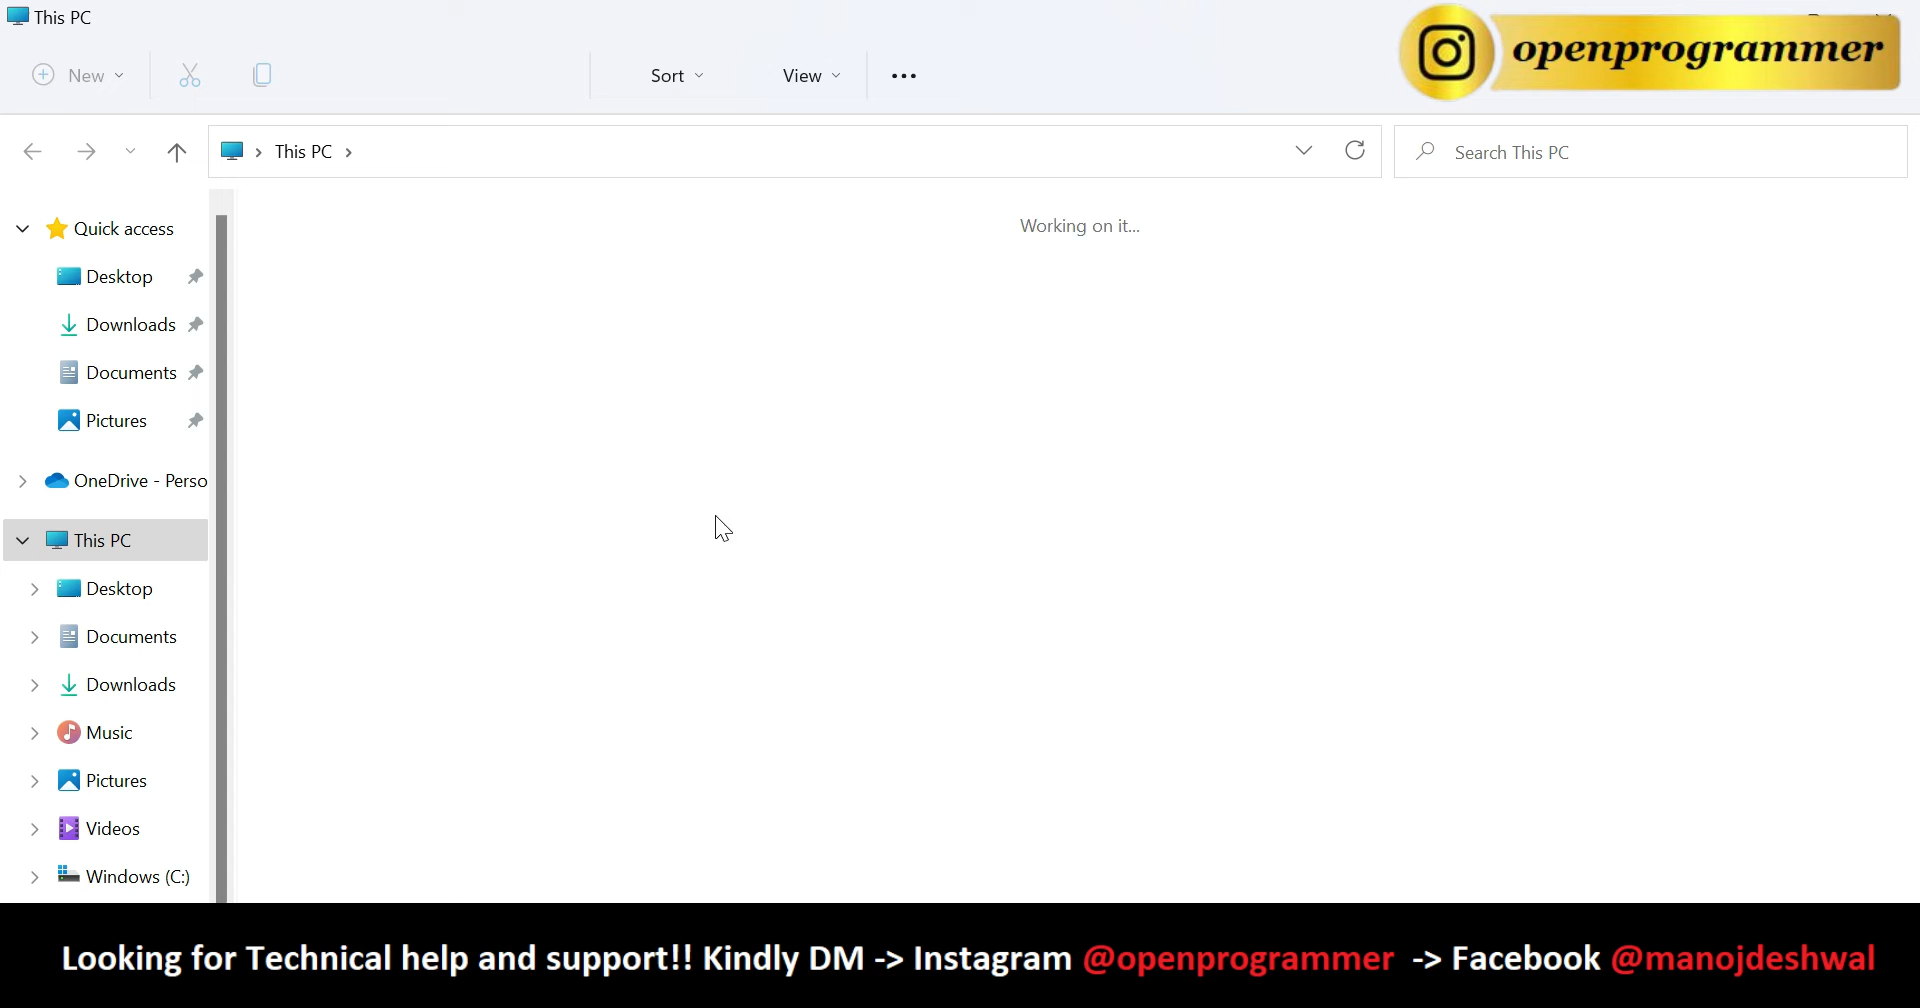 This PC
openprogrammer
New
Sort
View
This PC
Search This PC
Working on it...
Quick access
Desktop
Downloads
Documents
Pictures
OneDrive - Perso
This PC
Desktop
Documents
Downloads
Music
Pictures
Videos
Windows (C:)
Looking for Technical help and support!! Kindly DM -> Instagram @openprogrammer -> Facebook @manojdeshwal